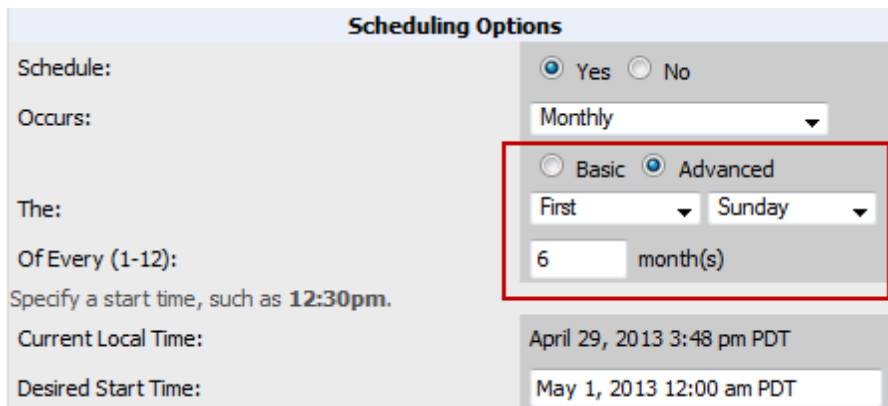 Scheduling Options
Schedule: Yes No
Occurs: Monthly
Basic Advanced
The: First Sunday
Of Every (1-12): 6 month(s)
Specify a start time, such as 12:30pm.
Current Local Time: April 29, 2013 3:48 pm PDT
Desired Start Time: May 1, 2013 12:00 am PDT